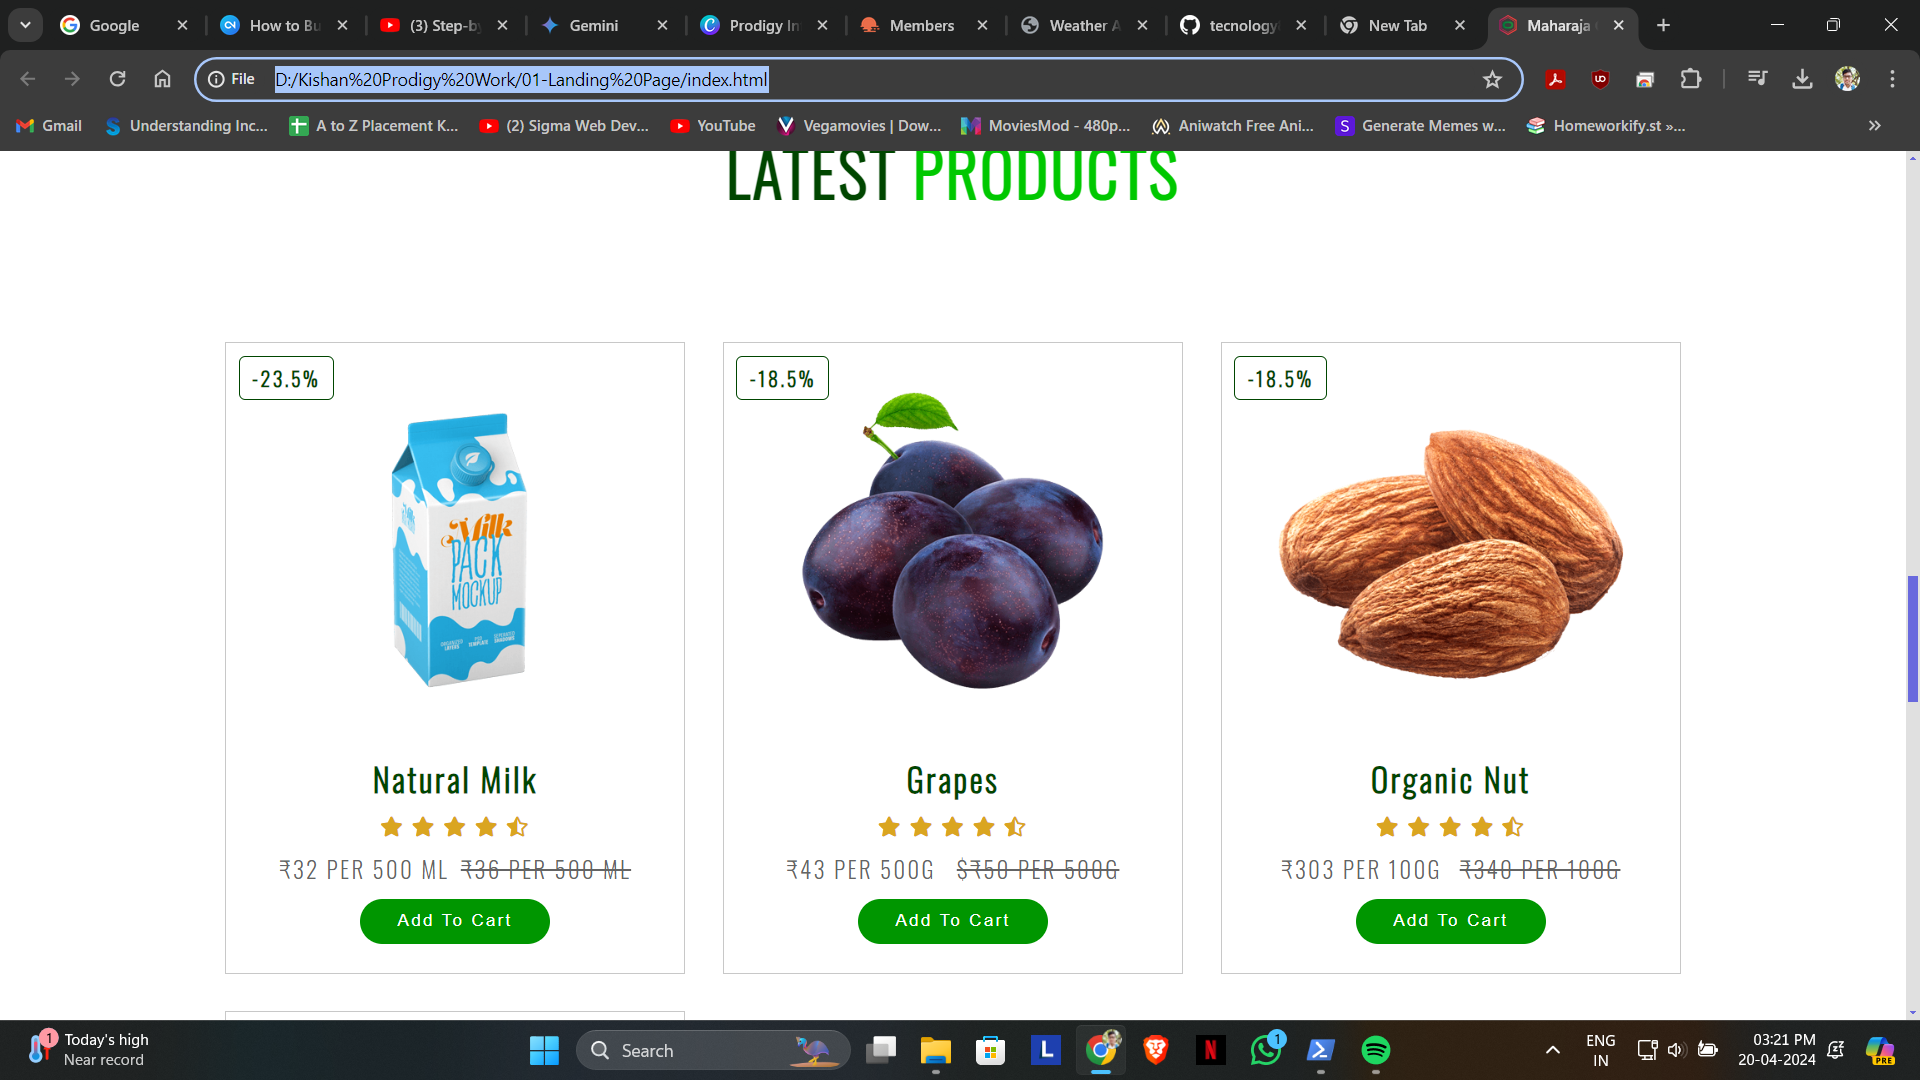 Google
How to Bu
(3) Step-by
Gemini
Prodigy In
Members
Weather A
tecnology
New Tab
Maharaja
File
D:/Kishan%20Prodigy%20Work/01-Landing%20Page/index.html
Gmail
Understanding Inc...
A to Z Placement K...
(2) Sigma Web Dev...
YouTube
Vegamovies | Dow...
MoviesMod - 480p...
Aniwatch Free Ani...
Generate Memes w...
Homeworkify.st »...
LATEST PRODUCTS
-23.5%
Milk
PACK
MOCKUP
Natural Milk
₹32 PER 500 ML ₹36 PER 500 ML
Add To Cart
-18.5%
Grapes
₹43 PER 500G $₹50 PER 500G
Add To Cart
-18.5%
Organic Nut
₹303 PER 100G ₹340 PER 100G
Add To Cart
1
Today's high
Near record
Search
L
N
1
ENG
IN
03:21 PM
20-04-2024
PRE